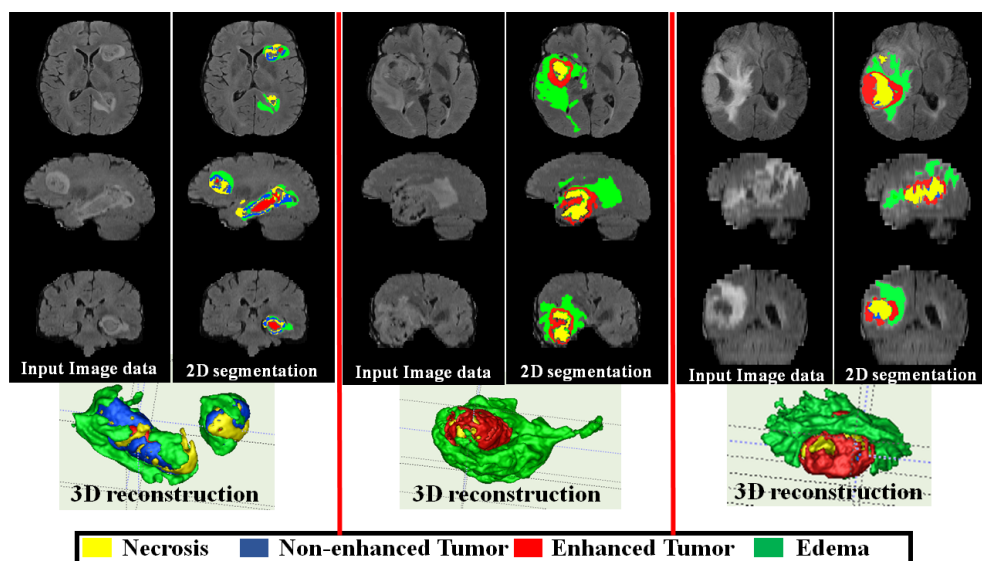 Input Image data 2D segmentation Input Image data 2D segmentation Input Image data 2D segmentation
3D reconstruction 3D reconstruction 3D reconstruction
Necrosis Non-enhanced Tumor Enhanced Tumor Edema